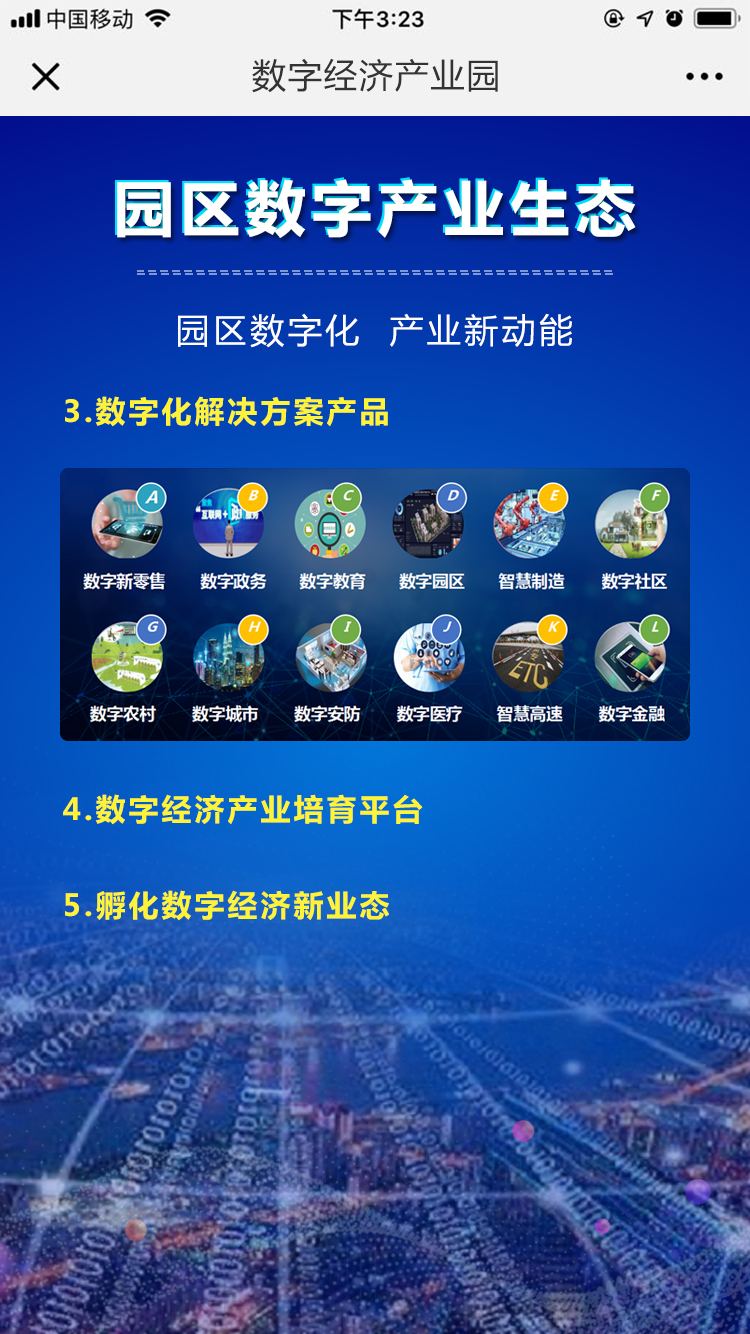 中国移动 下午3:23
数字经济产业园
园区数字产业生态
园区数字化 产业新动能
3.数字化解决方案产品
A B C D E F
数字新零售 数字政务 数字教育 数字园区 智慧制造 数字社区
G H I J K L
ETC
数字农村 数字城市 数字安防 数字医疗 智慧高速 数字金融
4.数字经济产业培育平台
5.孵化数字经济新业态